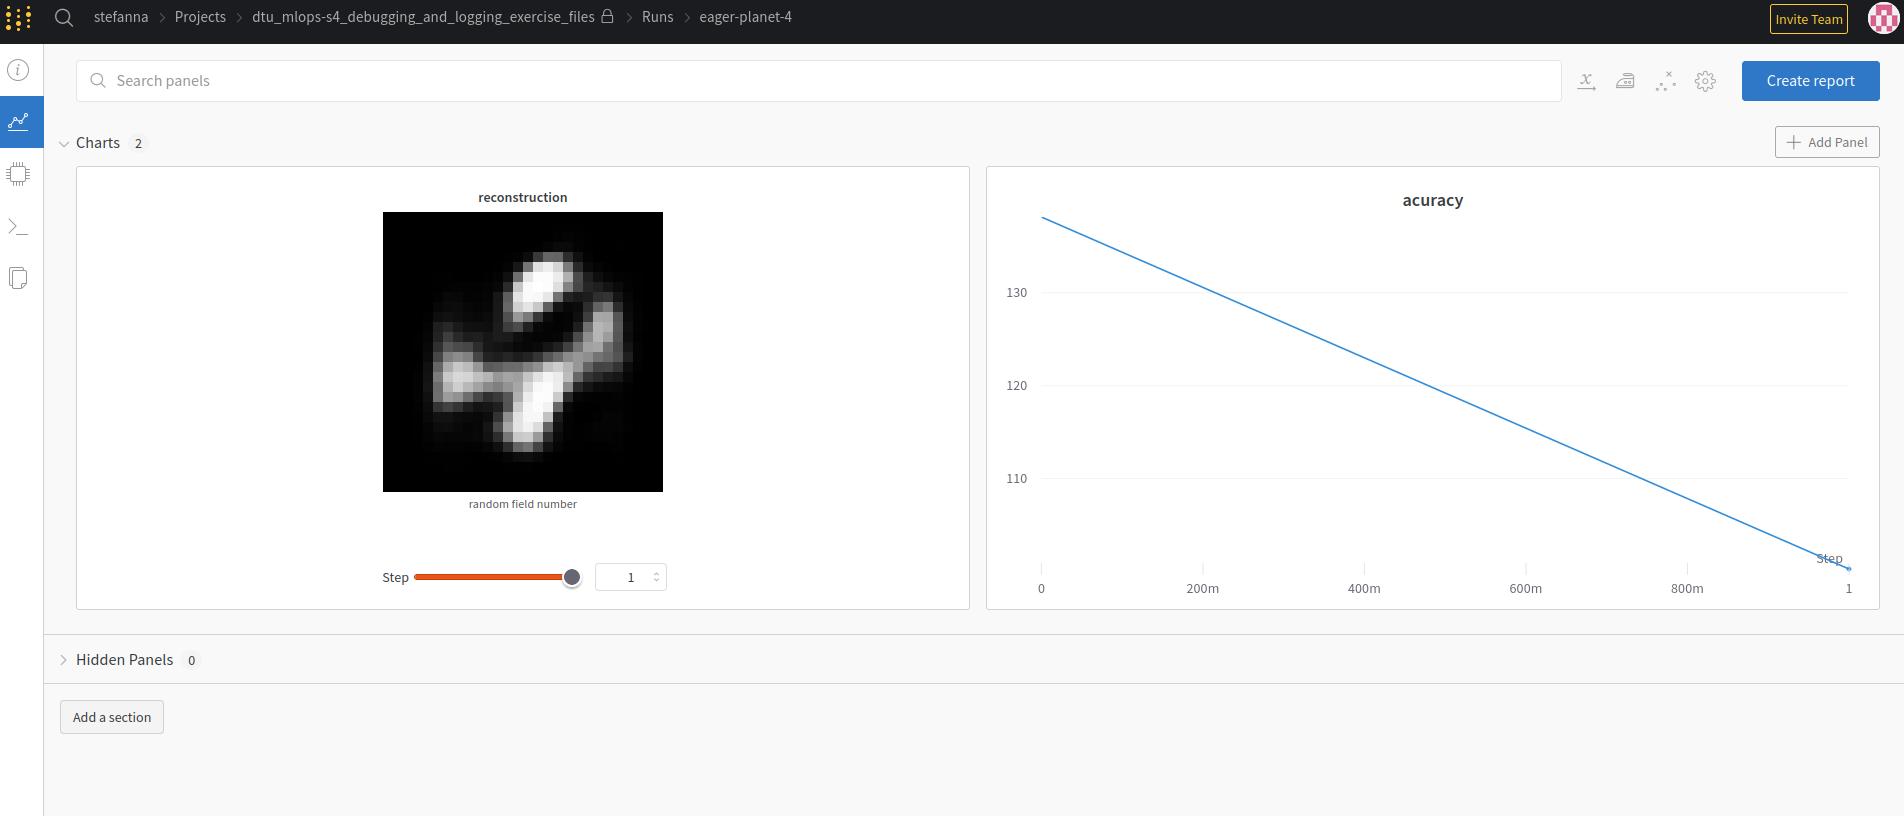 stefanna > Projects > dtu_mlops-s4_debugging_and_logging_exercise_files > Runs > eager-planet-4
Invite Team
Search panels
Create report
Charts 2
Add Panel
reconstruction
random field number
Step 1
acuracy
130
120
110
Step
0 200m 400m 600m 800m 1
Hidden Panels 0
Add a section